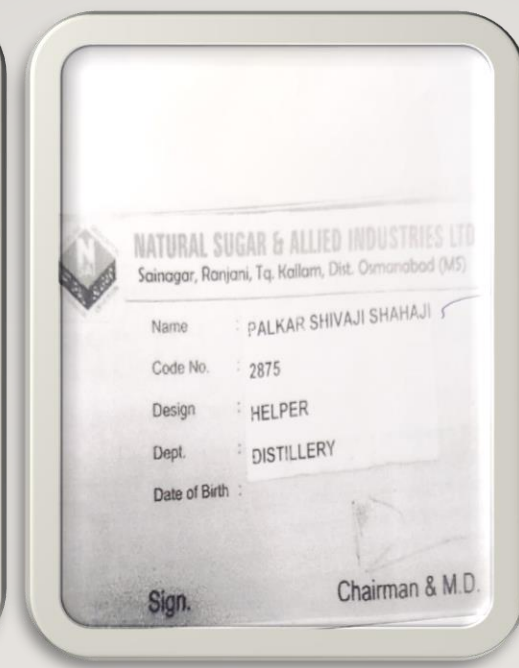 NATURAL SUGAR & ALLIED INDUSTRIES LTD
Sainagar, Ranjani, Tq. Kallam, Dist. Osmanabad (MS)
Name : PALKAR SHIVAJI SHAHAJI
Code No. : 2875
Design : HELPER
Dept. : DISTILLERY
Date of Birth :
Sign. Chairman & M.D.